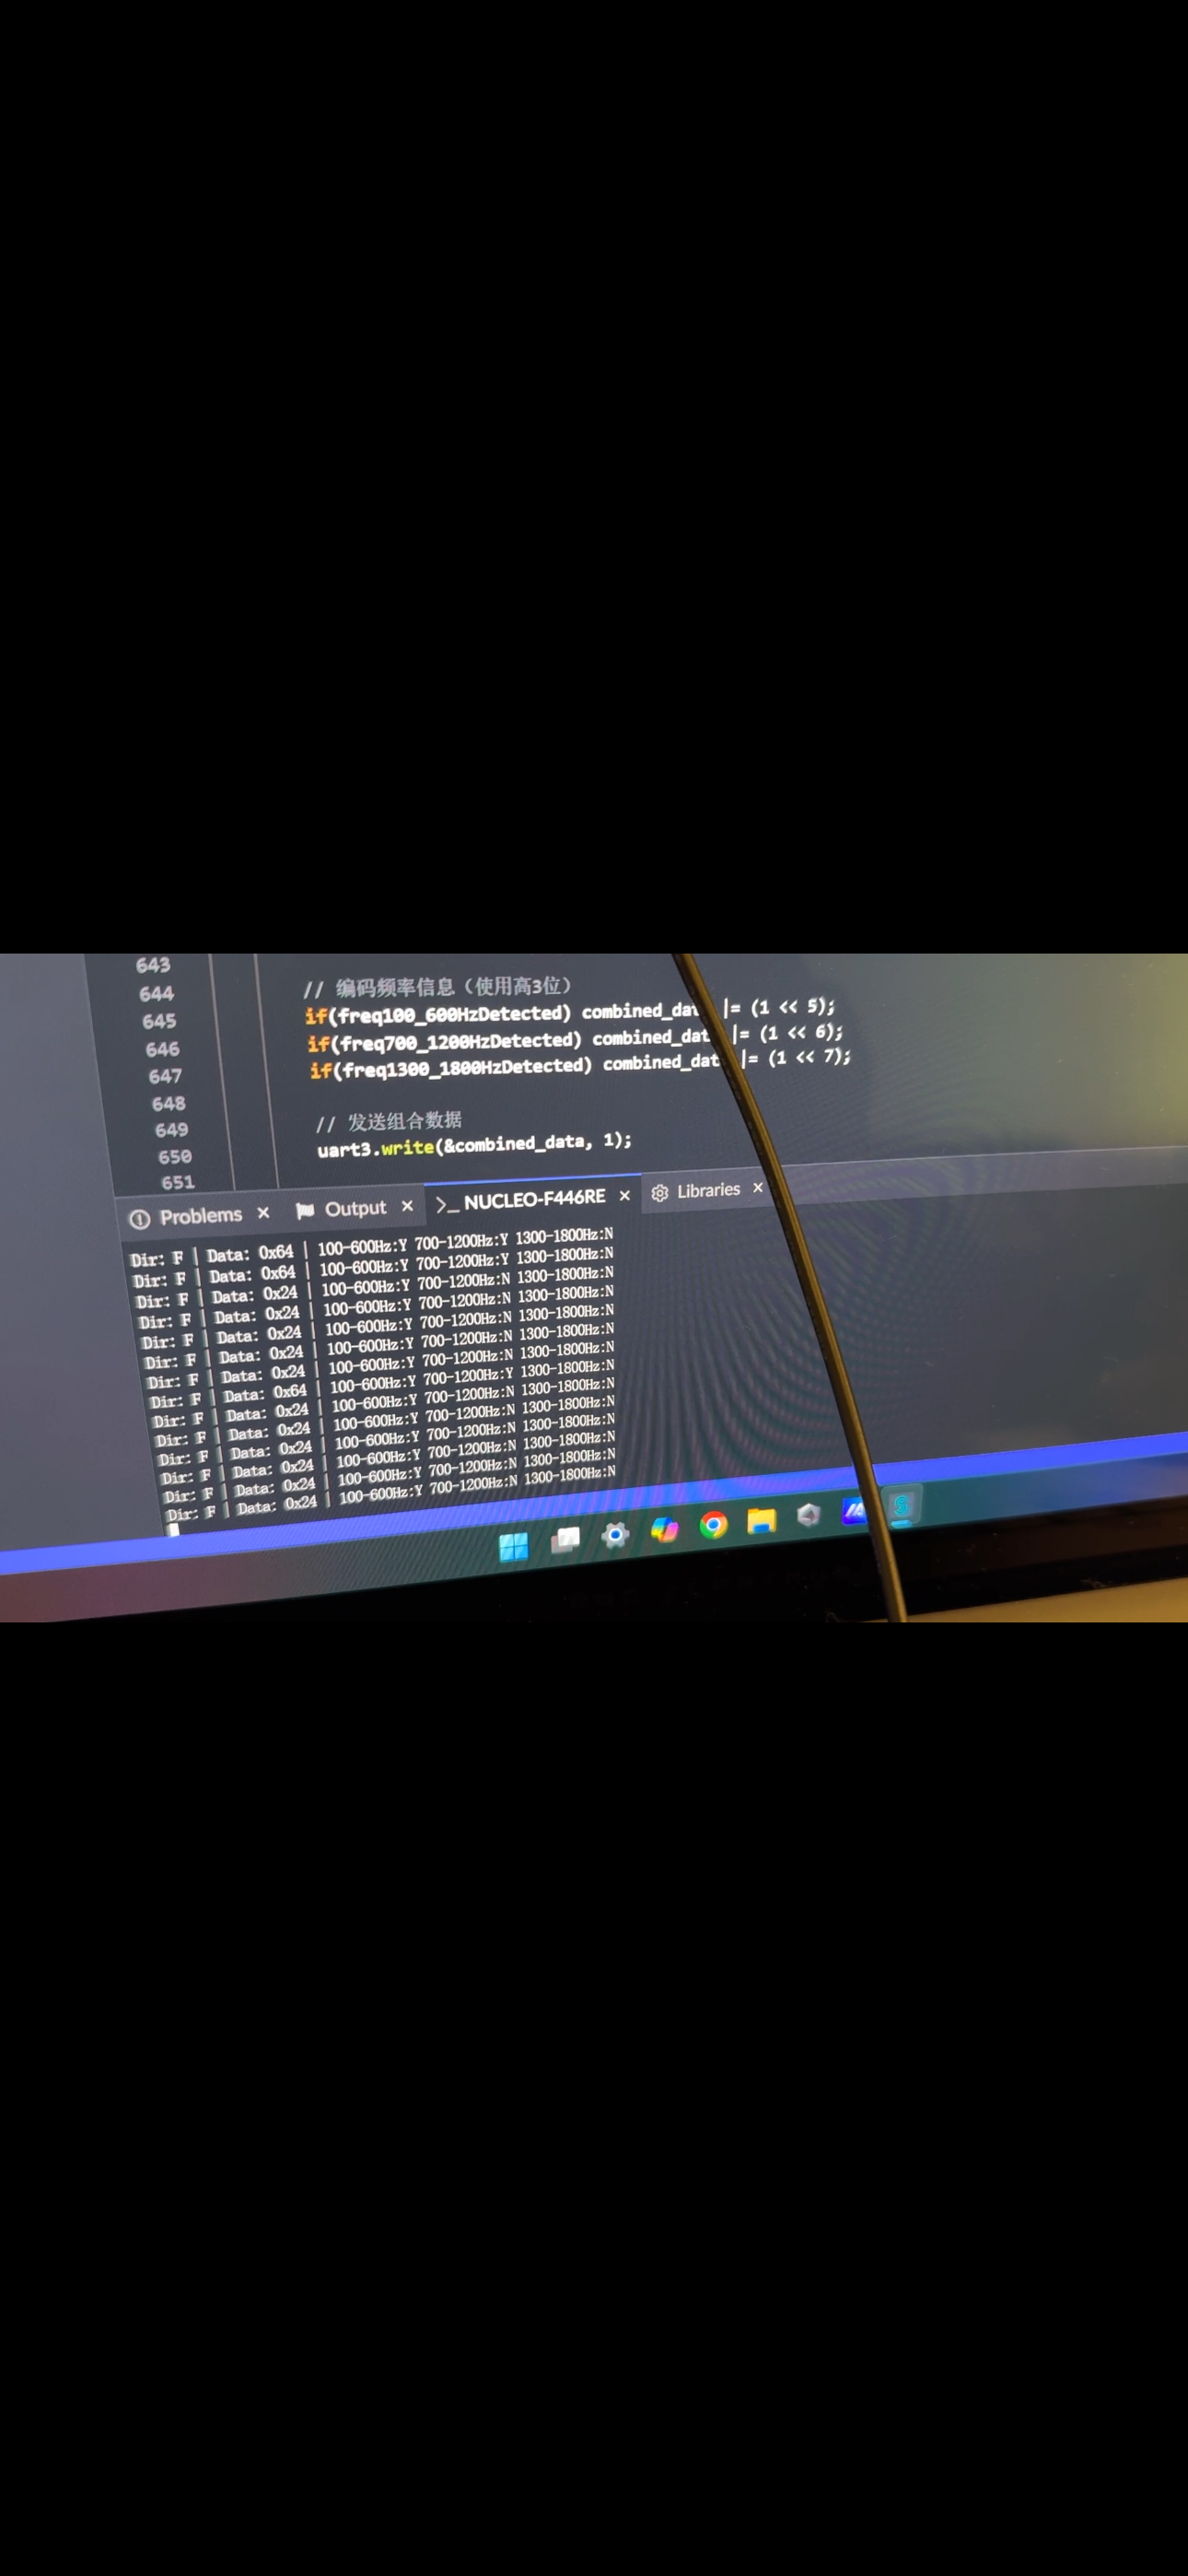 643
644 // 编码频率信息（使用高3位）
645 if(freq100_600HzDetected) combined_dat |= (1 << 5);
646 if(freq700_1200HzDetected) combined_dat |= (1 << 6);
647 if(freq1300_1800HzDetected) combined_dat |= (1 << 7);
648
649 // 发送组合数据
650 uart3.write(&combined_data, 1);
651
Problems × Output × >_ NUCLEO-F446RE × Libraries ×
Dir: F | Data: 0x64 | 100-600Hz:Y 700-1200Hz:Y 1300-1800Hz:N
Dir: F | Data: 0x64 | 100-600Hz:Y 700-1200Hz:Y 1300-1800Hz:N
Dir: F | Data: 0x24 | 100-600Hz:Y 700-1200Hz:N 1300-1800Hz:N
Dir: F | Data: 0x24 | 100-600Hz:Y 700-1200Hz:N 1300-1800Hz:N
Dir: F | Data: 0x24 | 100-600Hz:Y 700-1200Hz:N 1300-1800Hz:N
Dir: F | Data: 0x24 | 100-600Hz:Y 700-1200Hz:N 1300-1800Hz:N
Dir: F | Data: 0x24 | 100-600Hz:Y 700-1200Hz:N 1300-1800Hz:N
Dir: F | Data: 0x64 | 100-600Hz:Y 700-1200Hz:Y 1300-1800Hz:N
Dir: F | Data: 0x24 | 100-600Hz:Y 700-1200Hz:N 1300-1800Hz:N
Dir: F | Data: 0x24 | 100-600Hz:Y 700-1200Hz:N 1300-1800Hz:N
Dir: F | Data: 0x24 | 100-600Hz:Y 700-1200Hz:N 1300-1800Hz:N
Dir: F | Data: 0x24 | 100-600Hz:Y 700-1200Hz:N 1300-1800Hz:N
Dir: F | Data: 0x24 | 100-600Hz:Y 700-1200Hz:N 1300-1800Hz:N
Dir: F | Data: 0x24 | 100-600Hz:Y 700-1200Hz:N 1300-1800Hz:N